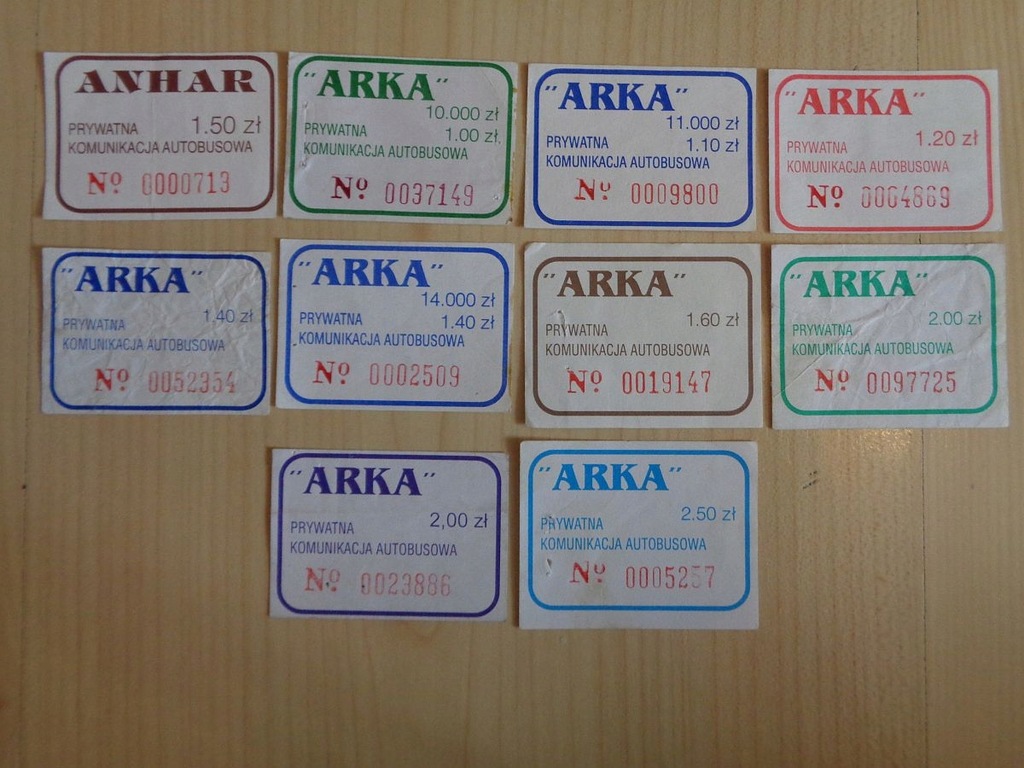 ANHAR
PRYWATNA 1.50 zł
KOMUNIKACJA AUTOBUSOWA
Nº 0000713
"ARKA"
10.000 zł
PRYWATNA 1.00 zł
KOMUNIKACJA AUTOBUSOWA
Nº 0037149
"ARKA"
11.000 zł
PRYWATNA 1.10 zł
KOMUNIKACJA AUTOBUSOWA
Nº 0009800
"ARKA"
PRYWATNA 1.20 zł
KOMUNIKACJA AUTOBUSOWA
Nº 0064869
"ARKA"
PRYWATNA 1,40 zł
KOMUNIKACJA AUTOBUSOWA
Nº 0052354
"ARKA"
14.000 zł
PRYWATNA 1.40 zł
KOMUNIKACJA AUTOBUSOWA
Nº 0002509
"ARKA"
PRYWATNA 1.60 zł
KOMUNIKACJA AUTOBUSOWA
Nº 0019147
"ARKA"
PRYWATNA 2.00 zł
KOMUNIKACJA AUTOBUSOWA
Nº 0097725
"ARKA"
PRYWATNA 2,00 zł
KOMUNIKACJA AUTOBUSOWA
Nº 0023886
"ARKA"
PRYWATNA 2.50 zł
KOMUNIKACJA AUTOBUSOWA
Nº 0005257